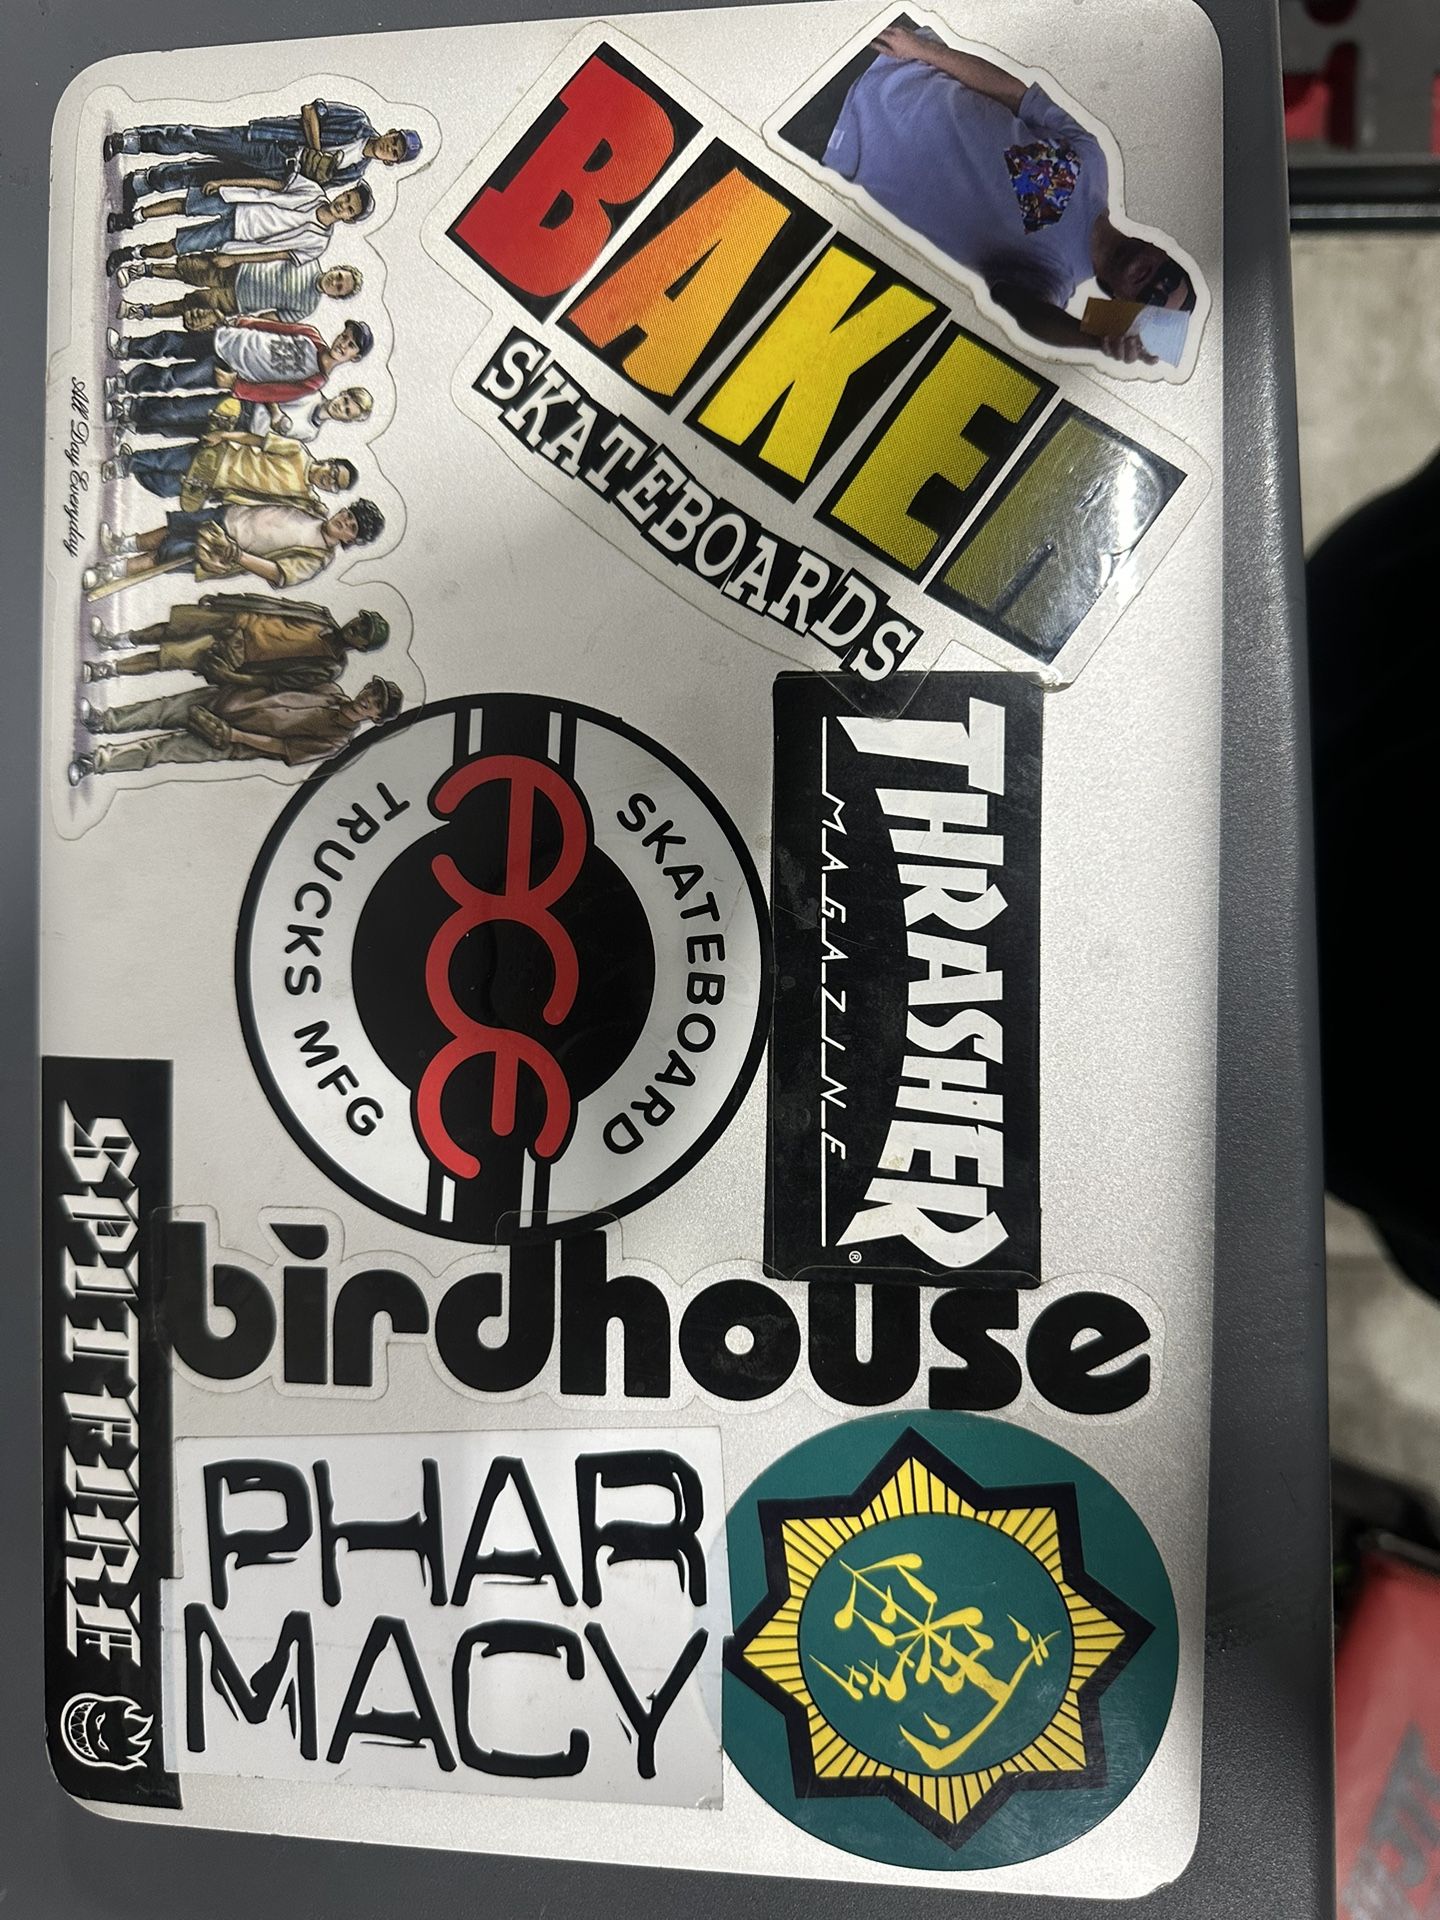 BAKER
SKATEBOARDS
All Day Everyday
THRASHER
MAGAZINE
®
SKATEBOARD
ACE
TRUCKS MFG
birdhouse
SPITFIRE
PHAR
MACY